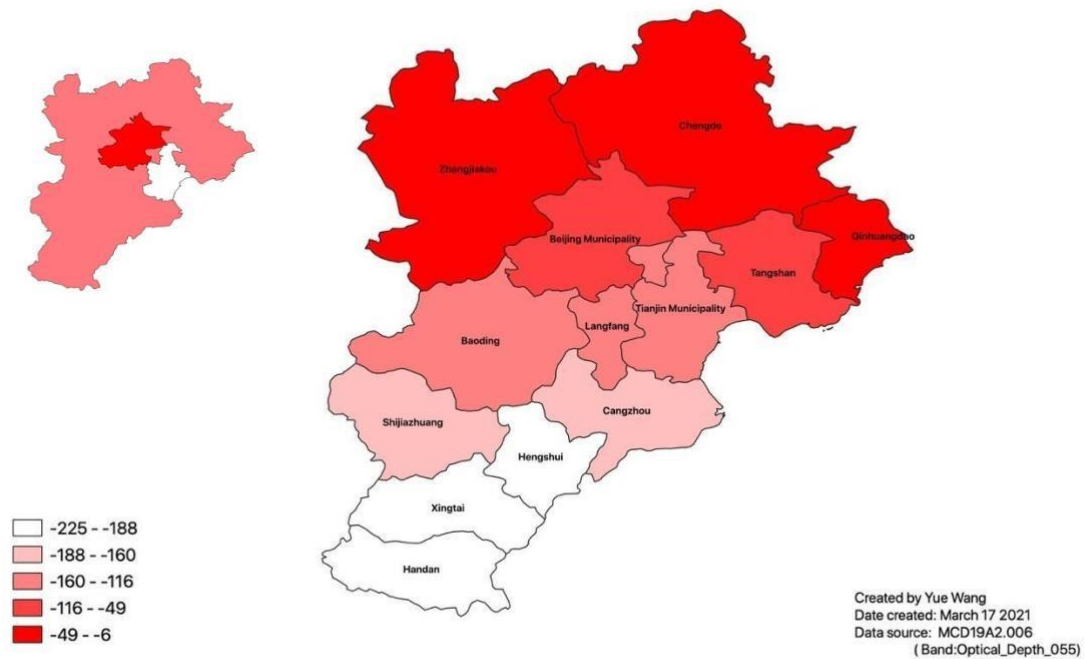 Chengde
Zhangjiakou
Qinhuangdao
Beijing Municipality
Tangshan
Tianjin Municipality
Langfang
Baoding
Cangzhou
Shijiazhuang
Hengshui
Xingtai
Handan
-225 - -188
-188 - -160
-160 - -116
-116 - -49
-49 - -6
Created by Yue Wang
Date created: March 17 2021
Data source: MCD19A2.006
( Band:Optical_Depth_055)